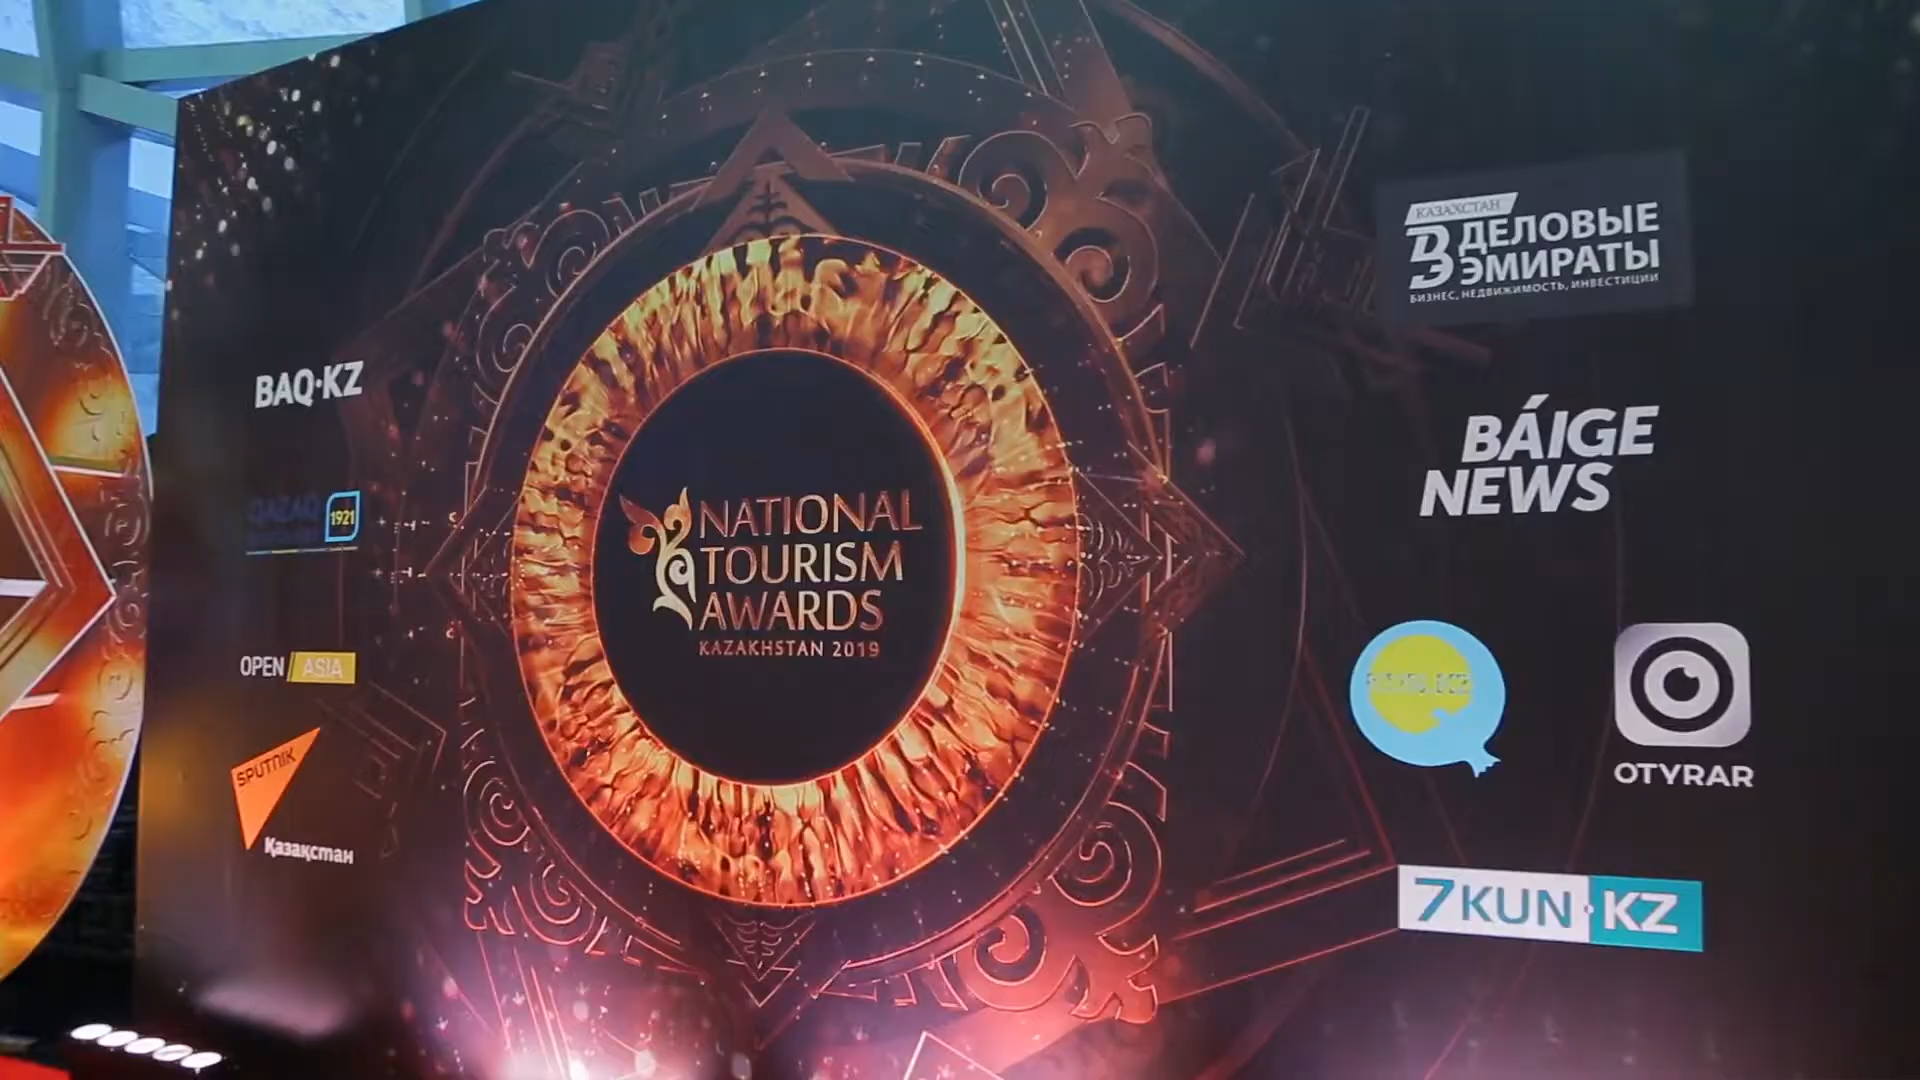 BAQ·KZ
QAZAQ
1921
OPEN ASIA
SPUTNIK
Қазақстан
NATIONAL
TOURISM
AWARDS
KAZAKHSTAN 2019
КАЗАХСТАН
ДЕЛОВЫЕ
ЭМИРАТЫ
БИЗНЕС, НЕДВИЖИМОСТЬ, ИНВЕСТИЦИИ
BÁIGE
NEWS
OTYRAR
7KUN·KZ